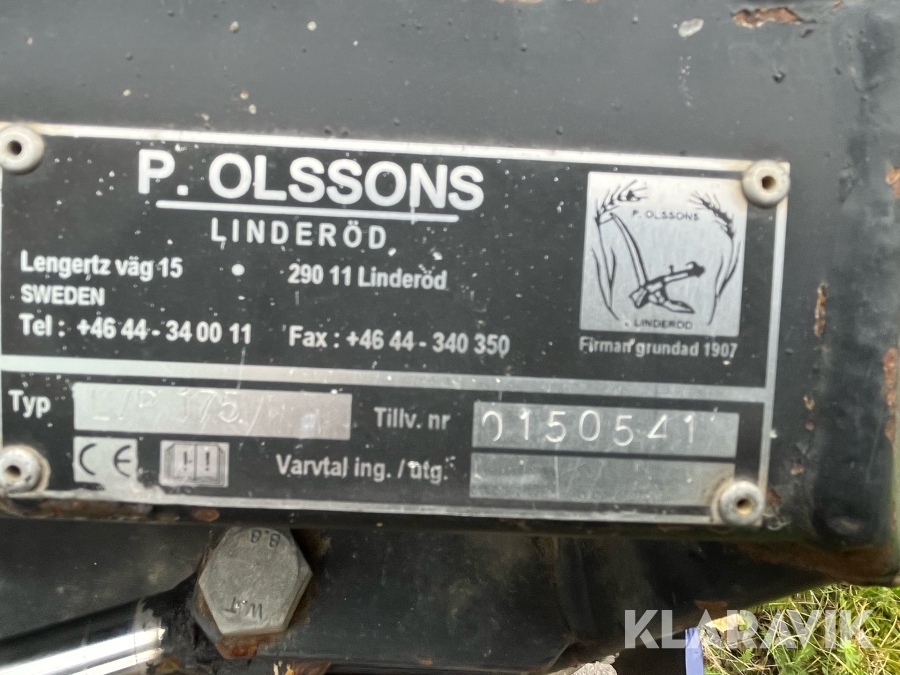 P. OLSSONS
LINDERÖD
Lengertz väg 15 • 290 11 Linderöd
SWEDEN
Tel : +46 44 - 34 00 11 Fax : +46 44 - 340 350
P. OLSSONS
LINDERÖD
Firman grundad 1907
Typ
Tillv. nr 0150541
CE
Varvtal ing. / utg.
8.8
W.T
KLARAVIK